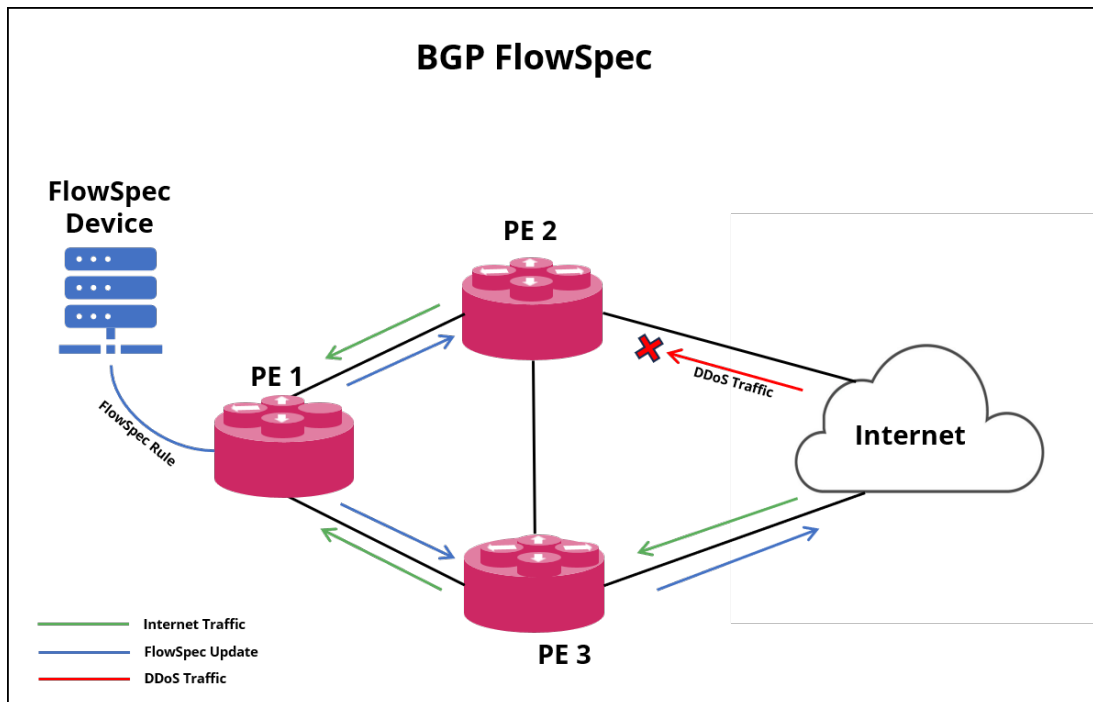 BGP FlowSpec
FlowSpec
Device
PE 2
PE 1
FlowSpec Rule
DDoS Traffic
Internet
PE 3
Internet Traffic
FlowSpec Update
DDoS Traffic